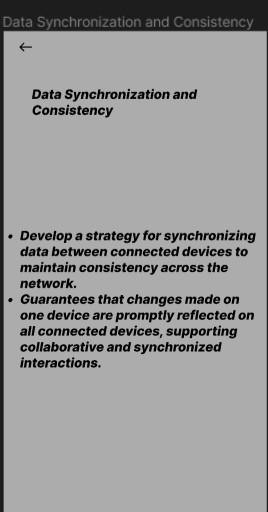 Data Synchronization and Consistency
Data Synchronization and
Consistency
• Develop a strategy for synchronizing
data between connected devices to
maintain consistency across the
network.
• Guarantees that changes made on
one device are promptly reflected on
all connected devices, supporting
collaborative and synchronized
interactions.